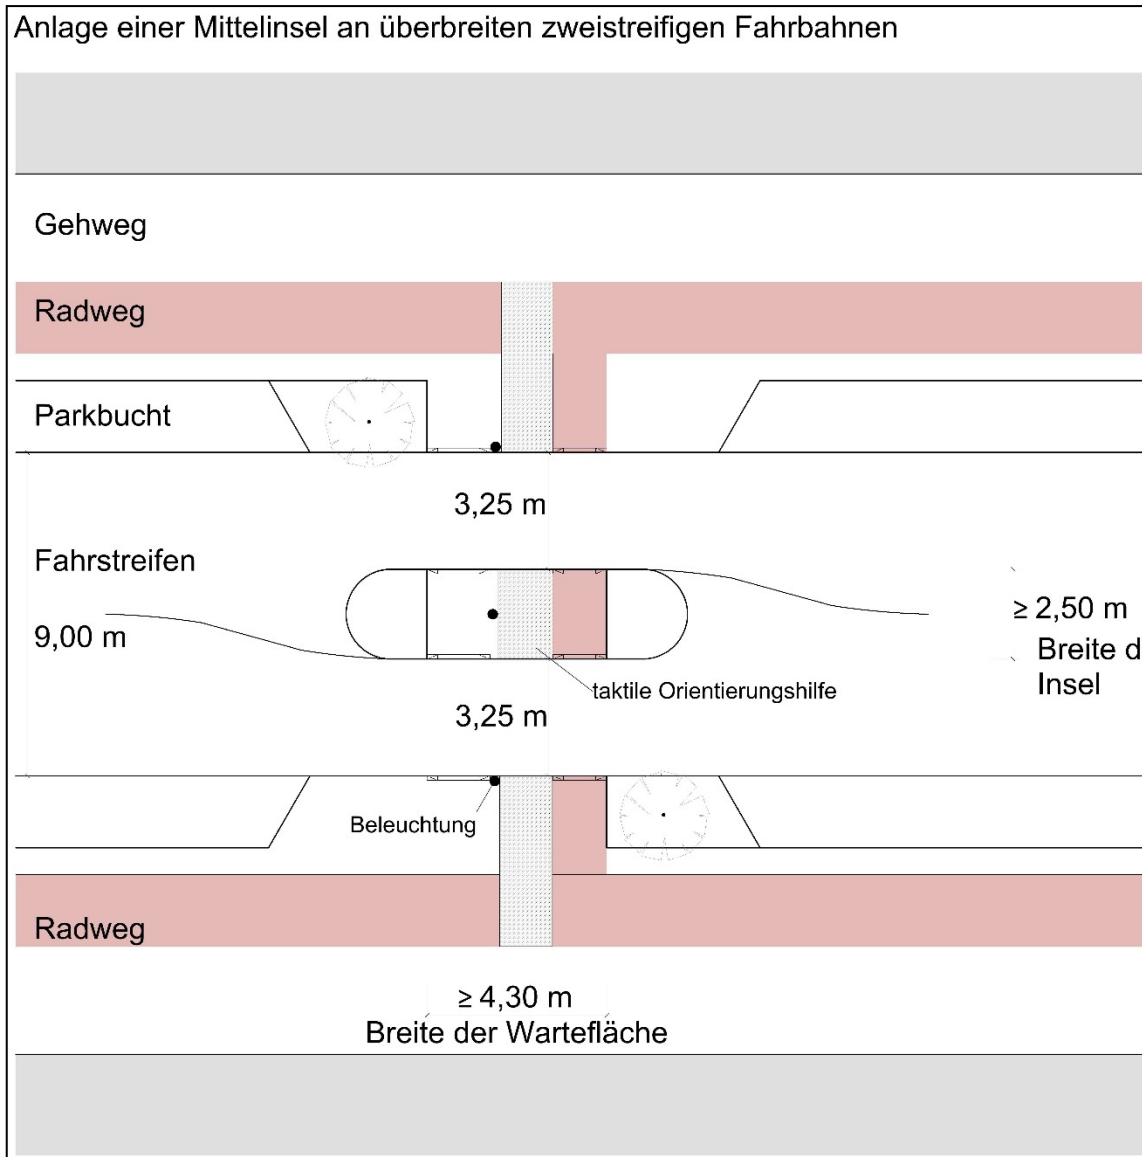 Anlage einer Mittelinsel an überbreiten zweistreifigen Fahrbahnen
Gehweg
Radweg
Parkbucht
3,25 m
Fahrstreifen
9,00 m
≥ 2,50 m
Breite d
Insel
taktile Orientierungshilfe
3,25 m
Beleuchtung
Radweg
≥ 4,30 m
Breite der Wartefläche